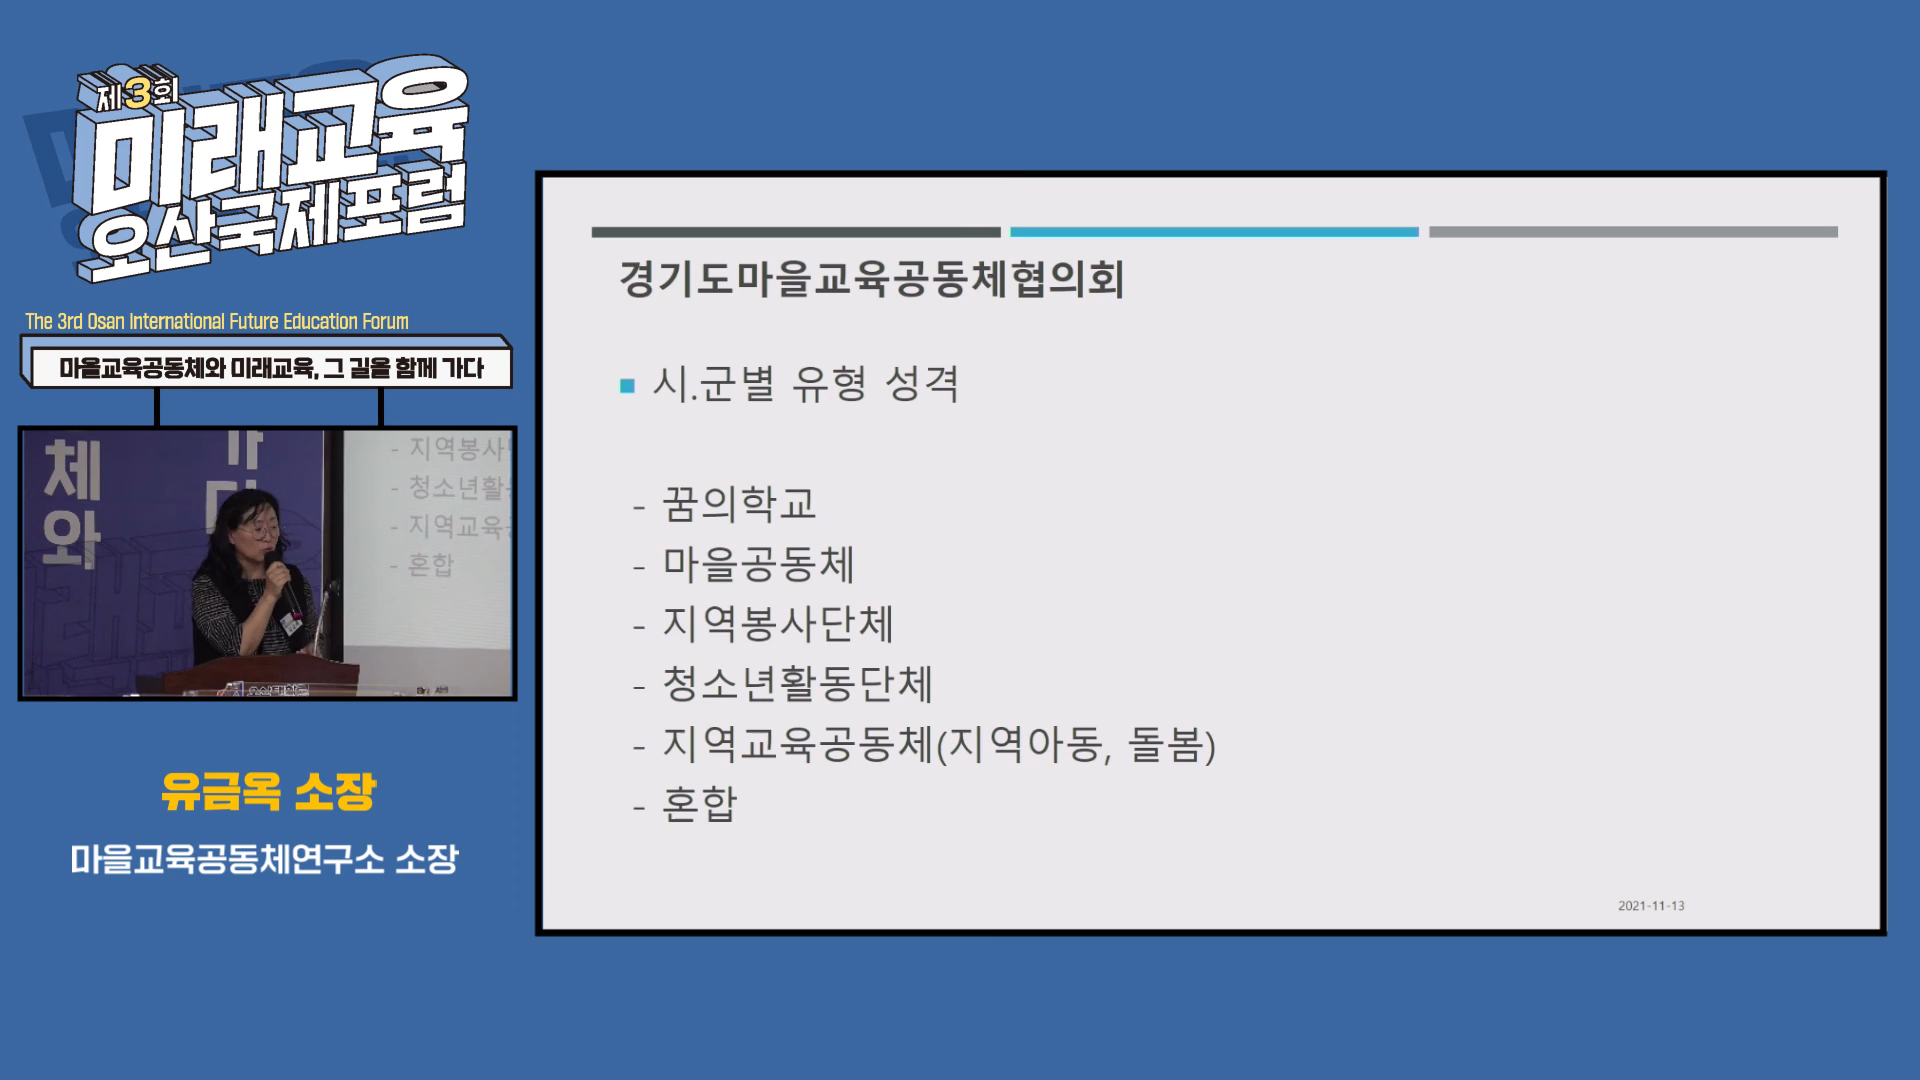 제3회
미래교육
오산국제포럼
The 3rd Osan International Future Education Forum
마을교육공동체와 미래교육, 그 길을 함께 가다
체
와
가
다
- 지역봉사
- 청소년활
- 지역교육
- 혼합
유금옥 소장
마을교육공동체연구소 소장
경기도마을교육공동체협의회
▪ 시.군별 유형 성격
- 꿈의학교
- 마을공동체
- 지역봉사단체
- 청소년활동단체
- 지역교육공동체(지역아동, 돌봄)
- 혼합
2021-11-13